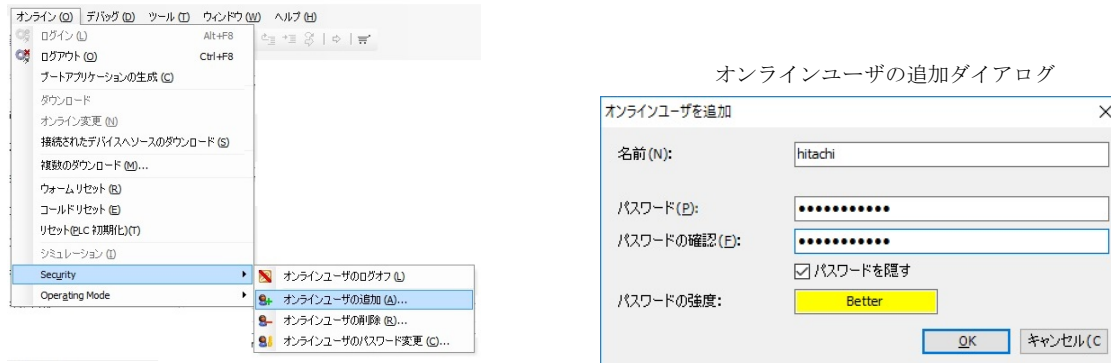 オンライン(O) デバッグ(D) ツール(T) ウィンドウ(W) ヘルプ(H)
ログイン(L) Alt+F8
ログアウト(O) Ctrl+F8
ブートアプリケーションの生成(C)
ダウンロード
オンライン変更(N)
接続されたデバイスへソースのダウンロード(S)
複数のダウンロード(M)...
ウォームリセット(R)
コールドリセット(E)
リセット(PLC 初期化)(T)
シミュレーション(I)
Security
Operating Mode
オンラインユーザのログオフ(L)
オンラインユーザの追加(A)...
オンラインユーザの削除(R)...
オンラインユーザのパスワード変更(C)...
オンラインユーザの追加ダイアログ
オンラインユーザを追加
名前(N): hitachi
パスワード(P): ●●●●●●●●●●●
パスワードの確認(F): ●●●●●●●●●●●
パスワードを隠す
パスワードの強度: Better
OK キャンセル(C